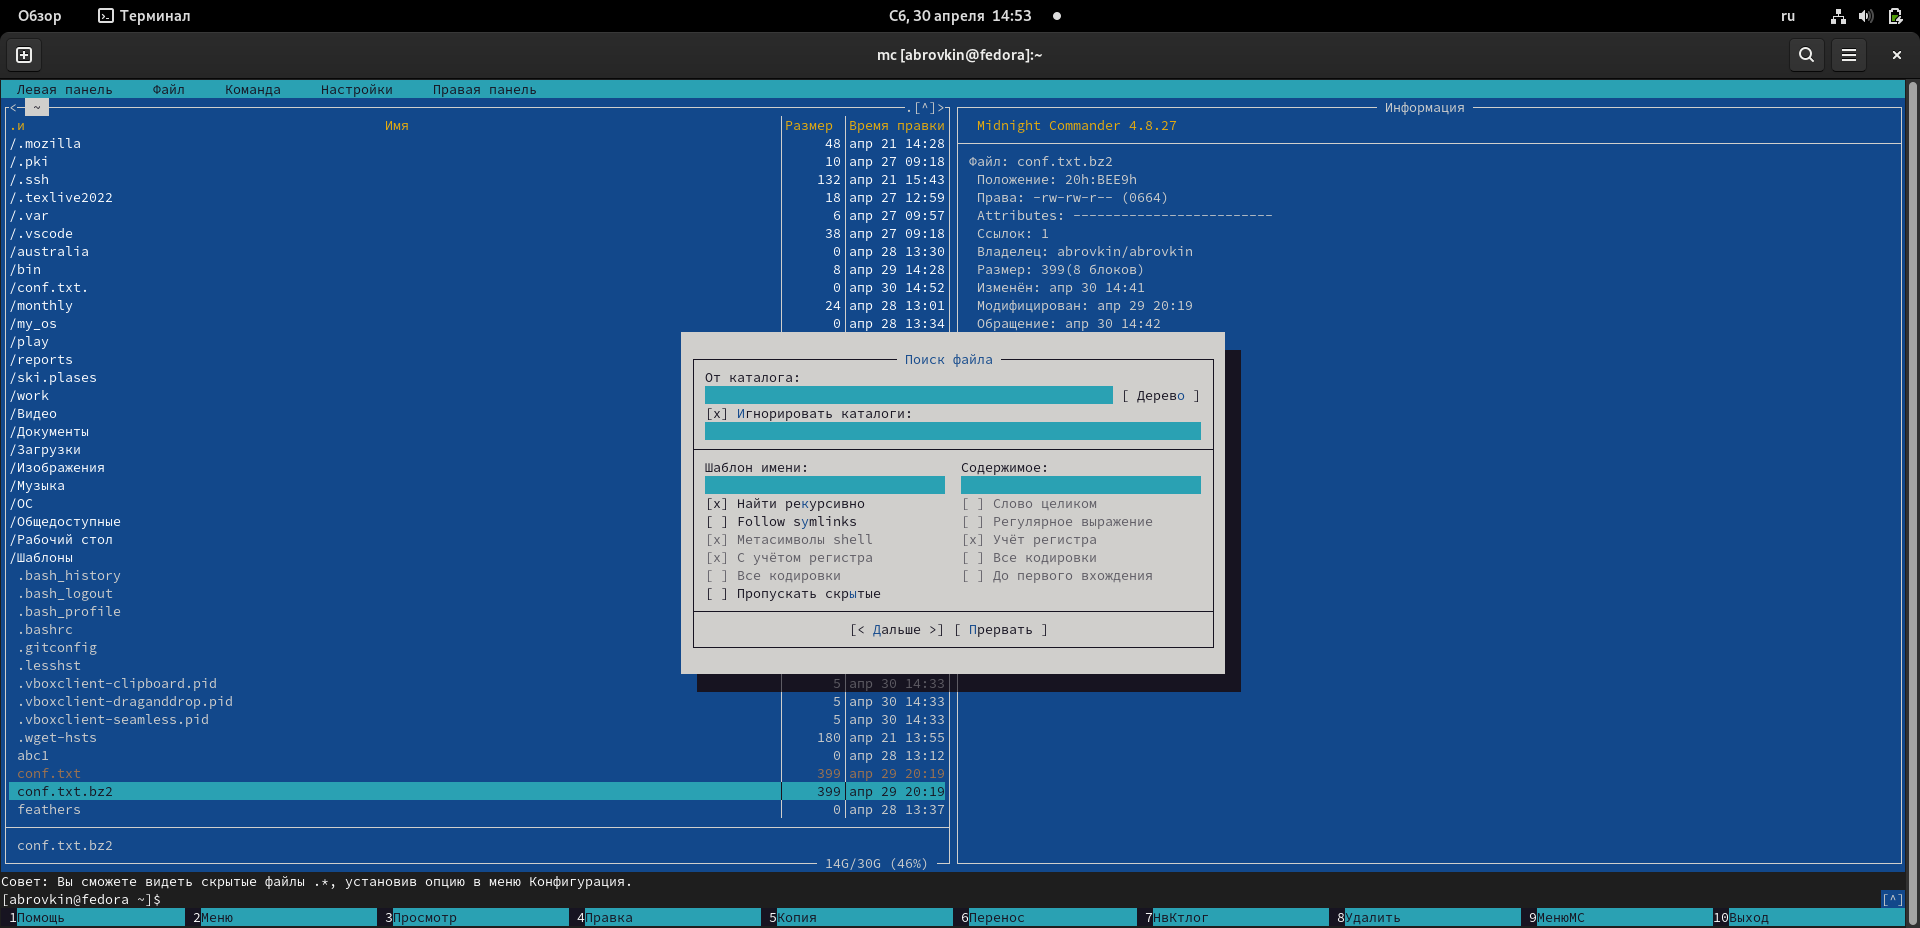 Обзор Терминал Сб, 30 апреля 14:53 ru
mc [abrovkin@fedora]:~
Левая панель Файл Команда Настройки Правая панель
<─ ~ .[^]>
.и Имя Размер Время правки
/.mozilla 48 апр 21 14:28
/.pki 10 апр 27 09:18
/.ssh 132 апр 21 15:43
/.texlive2022 18 апр 27 12:59
/.var 6 апр 27 09:57
/.vscode 38 апр 27 09:18
/australia 0 апр 28 13:30
/bin 8 апр 29 14:28
/conf.txt. 0 апр 30 14:52
/monthly 24 апр 28 13:01
/my_os 0 апр 28 13:34
/play
/reports
/ski.plases
/work
/Видео
/Документы
/Загрузки
/Изображения
/Музыка
/ОС
/Общедоступные
/Рабочий стол
/Шаблоны
.bash_history
.bash_logout
.bash_profile
.bashrc
.gitconfig
.lesshst
.vboxclient-clipboard.pid 5 апр 30 14:33
.vboxclient-draganddrop.pid 5 апр 30 14:33
.vboxclient-seamless.pid 5 апр 30 14:33
.wget-hsts 180 апр 21 13:55
abc1 0 апр 28 13:12
conf.txt 399 апр 29 20:19
conf.txt.bz2 399 апр 29 20:19
feathers 0 апр 28 13:37
conf.txt.bz2
14G/30G (46%)
Информация
Midnight Commander 4.8.27
Файл: conf.txt.bz2
Положение: 20h:BEE9h
Права: -rw-rw-r-- (0664)
Attributes: -------------------------
Ссылок: 1
Владелец: abrovkin/abrovkin
Размер: 399(8 блоков)
Изменён: апр 30 14:41
Модифицирован: апр 29 20:19
Обращение: апр 30 14:42
Поиск файла
От каталога:
[ Дерево ]
[x] Игнорировать каталоги:
Шаблон имени: Содержимое:
[x] Найти рекурсивно [ ] Слово целиком
[ ] Follow symlinks [ ] Регулярное выражение
[x] Метасимволы shell [x] Учёт регистра
[x] С учётом регистра [ ] Все кодировки
[ ] Все кодировки [ ] До первого вхождения
[ ] Пропускать скрытые
[< Дальше >] [ Прервать ]
Совет: Вы сможете видеть скрытые файлы .*, установив опцию в меню Конфигурация.
[abrovkin@fedora ~]$ [^]
1Помощь 2Меню 3Просмотр 4Правка 5Копия 6Перенос 7НвКтлог 8Удалить 9МенюМС 10Выход